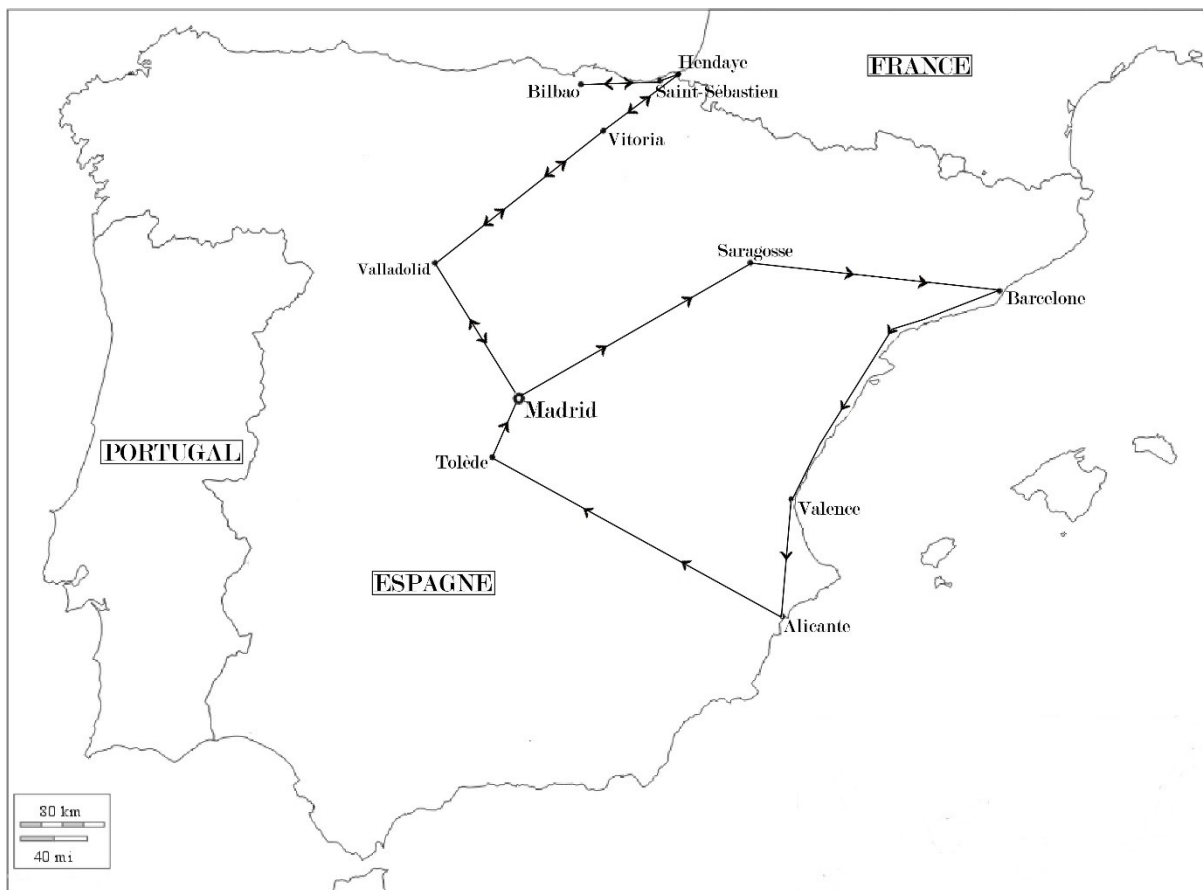 Hendaye
FRANCE
Bilbao
Saint-Sébastien
Vitoria
Saragosse
Valladolid
Barcelone
Madrid
PORTUGAL
Tolède
Valence
ESPAGNE
Alicante
80 km
40 mi